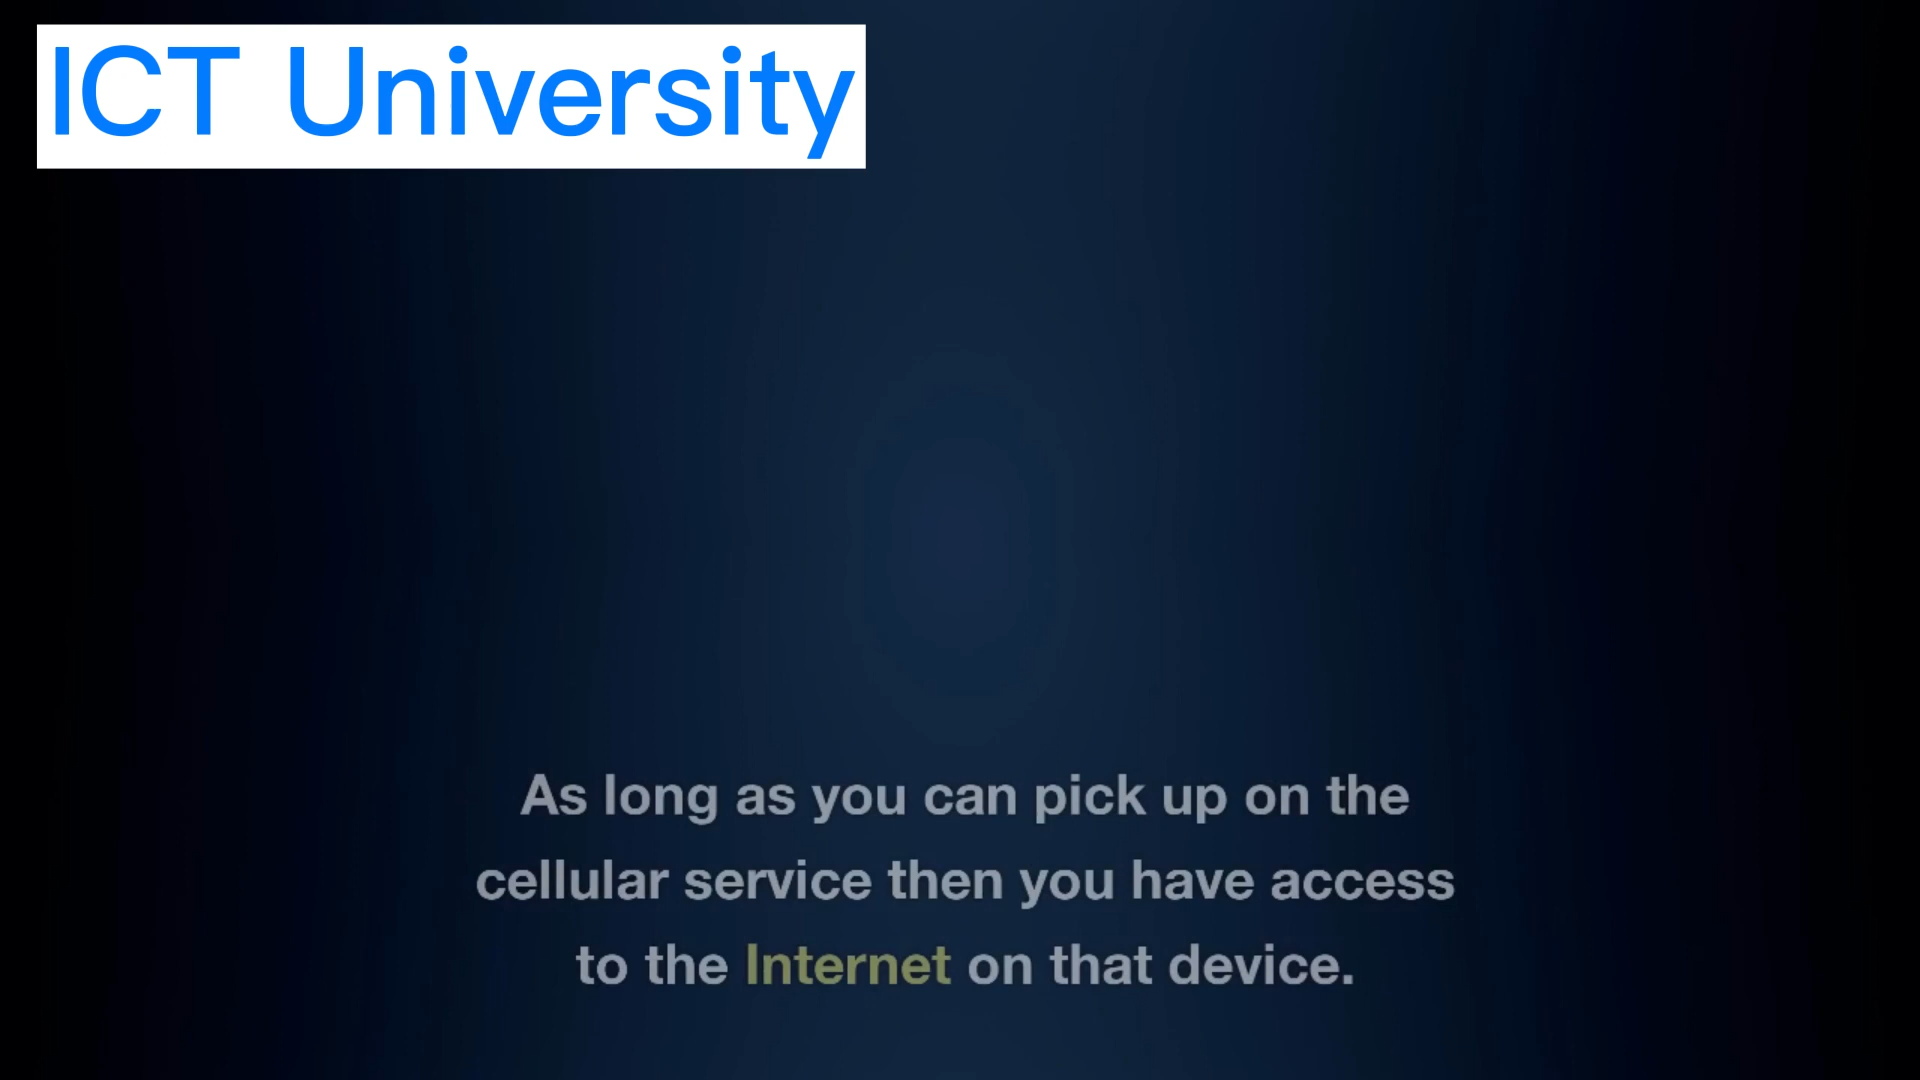 ICT University
As long as you can pick up on the
cellular service then you have access
to the Internet on that device.